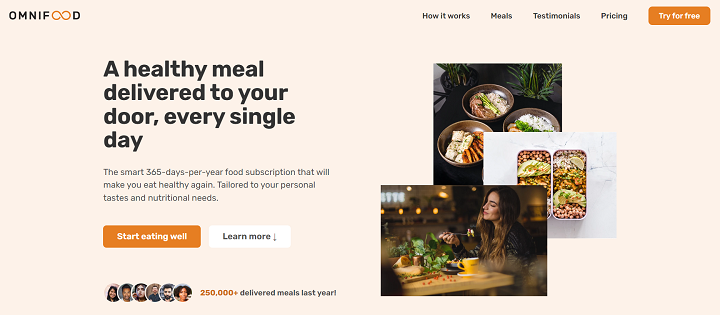 OMNIFOOD
How it works
Meals
Testimonials
Pricing
Try for free
A healthy meal
delivered to your
door, every single
day
The smart 365-days-per-year food subscription that will
make you eat healthy again. Tailored to your personal
tastes and nutritional needs.
Start eating well
Learn more ↓
250,000+ delivered meals last year!